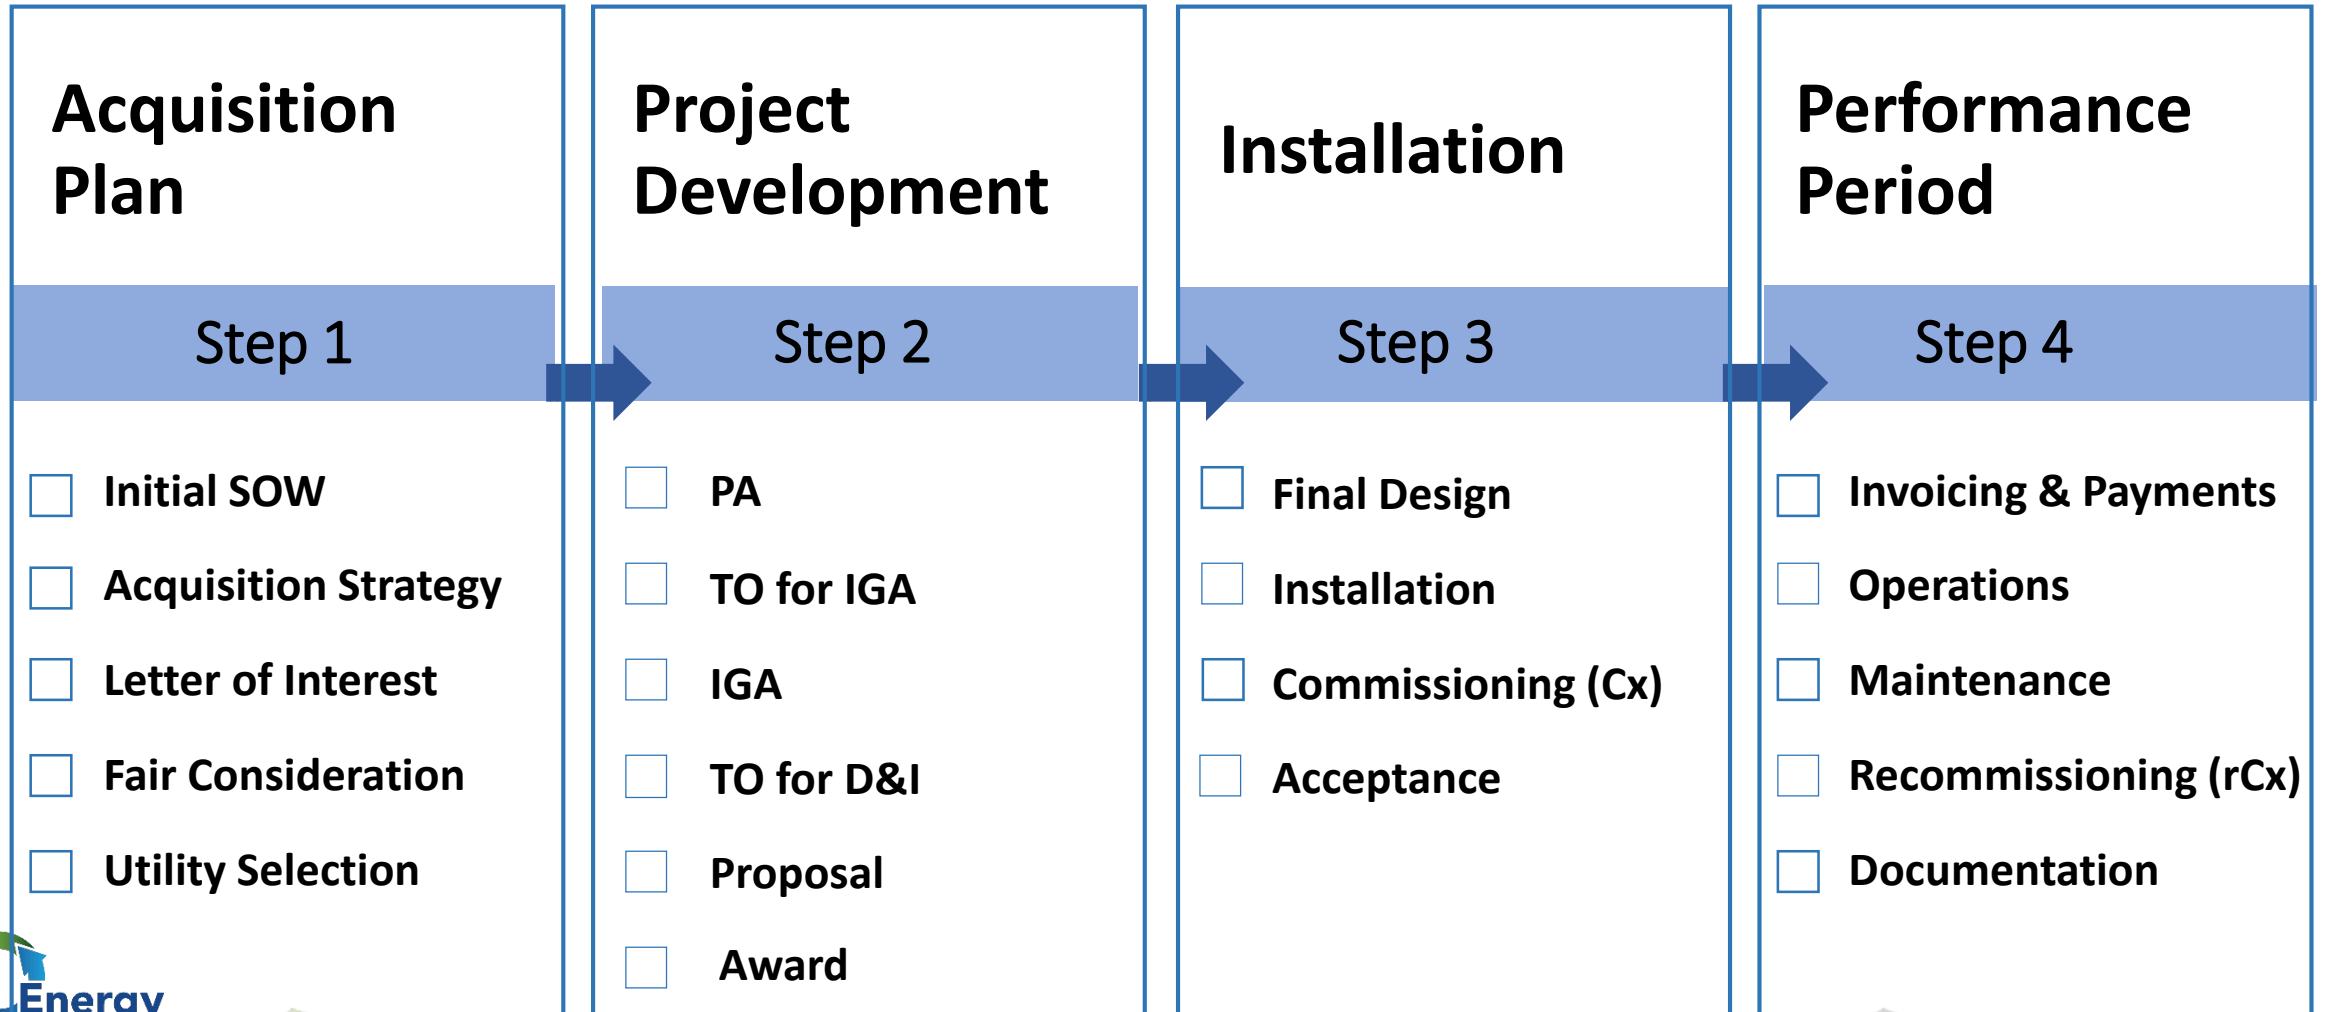 Acquisition
Plan
Step 1
Initial SOW
Acquisition Strategy
Letter of Interest
Fair Consideration
Utility Selection
Energy
Project
Development
Step 2
PA
TO for IGA
IGA
TO for D&I
Proposal
Award
Installation
Step 3
Final Design
Installation
Commissioning (Cx)
Acceptance
Performance
Period
Step 4
Invoicing & Payments
Operations
Maintenance
Recommissioning (rCx)
Documentation